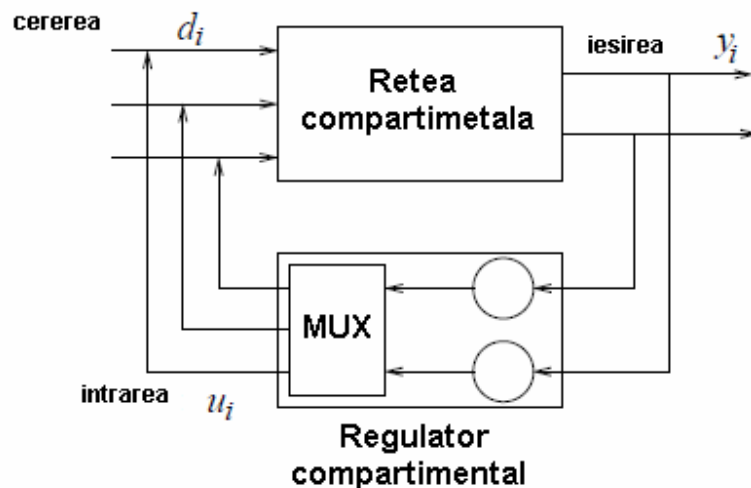 cererea
d_i
iesirea
y_i
Retea
compartimetala
MUX
intrarea
u_i
Regulator
compartimental